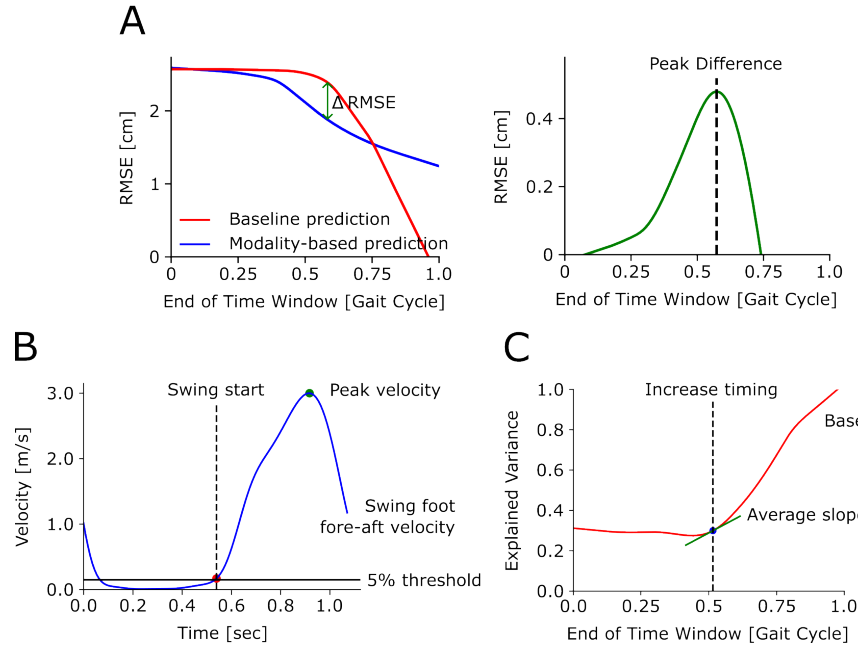 A
RMSE [cm]
2
1
0
Δ RMSE
Baseline prediction
Modality-based prediction
0 0.25 0.5 0.75 1.0
End of Time Window [Gait Cycle]
Peak Difference
RMSE [cm]
0.4
0.2
0
0 0.25 0.5 0.75 1.0
End of Time Window [Gait Cycle]
B
Velocity [m/s]
3.0
2.0
1.0
0.0
Swing start
Peak velocity
Swing foot
fore-aft velocity
5% threshold
0.0 0.2 0.4 0.6 0.8 1.0
Time [sec]
C
Explained Variance
1.0
0.8
0.6
0.4
0.2
0.0
Increase timing
Base
Average slope
0.0 0.25 0.5 0.75 1.0
End of Time Window [Gait Cycle]